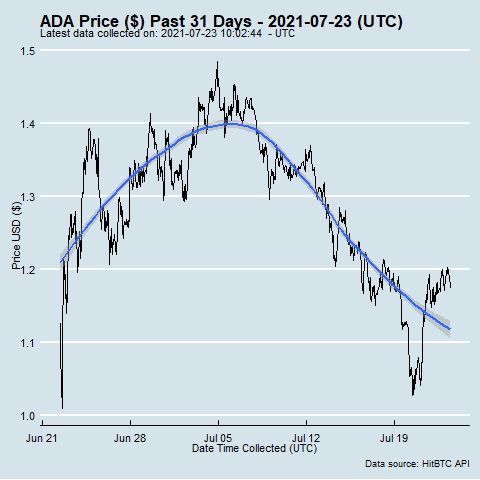 ADA Price ($) Past 31 Days - 2021-07-23 (UTC)
Latest data collected on: 2021-07-23 10:02:44 - UTC
1.5
1.4
1.3
1.2
1.1
1.0
Price USD ($)
Jun 21 Jun 28 Jul 05 Jul 12 Jul 19
Date Time Collected (UTC)
Data source: HitBTC API